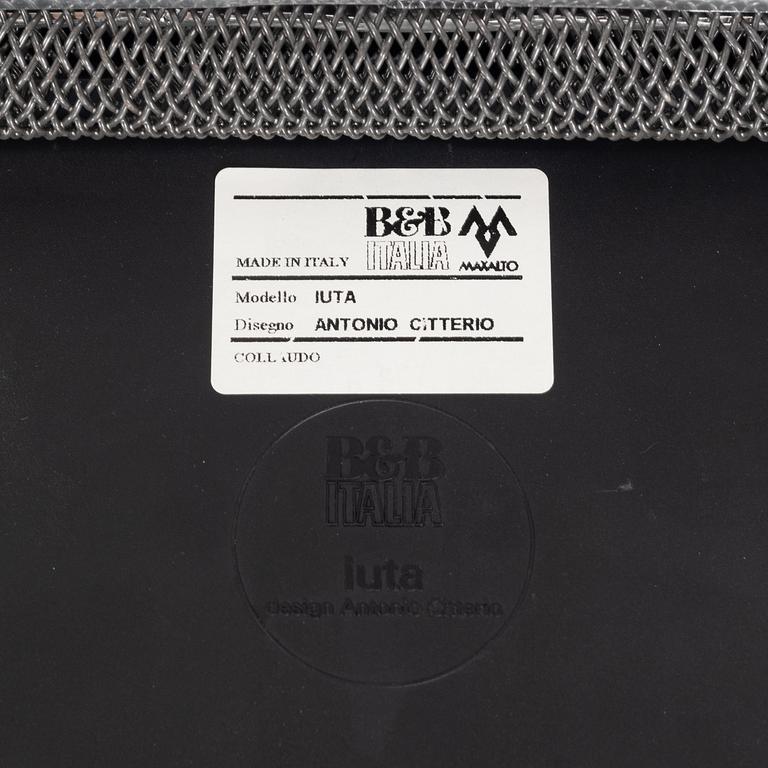 B&B
MADE IN ITALY ITALIA MAXALTO
Modello IUTA
Disegno ANTONIO CITTERIO
COLLAUDO
B&B
ITALIA
iuta
design Antonio Citterio